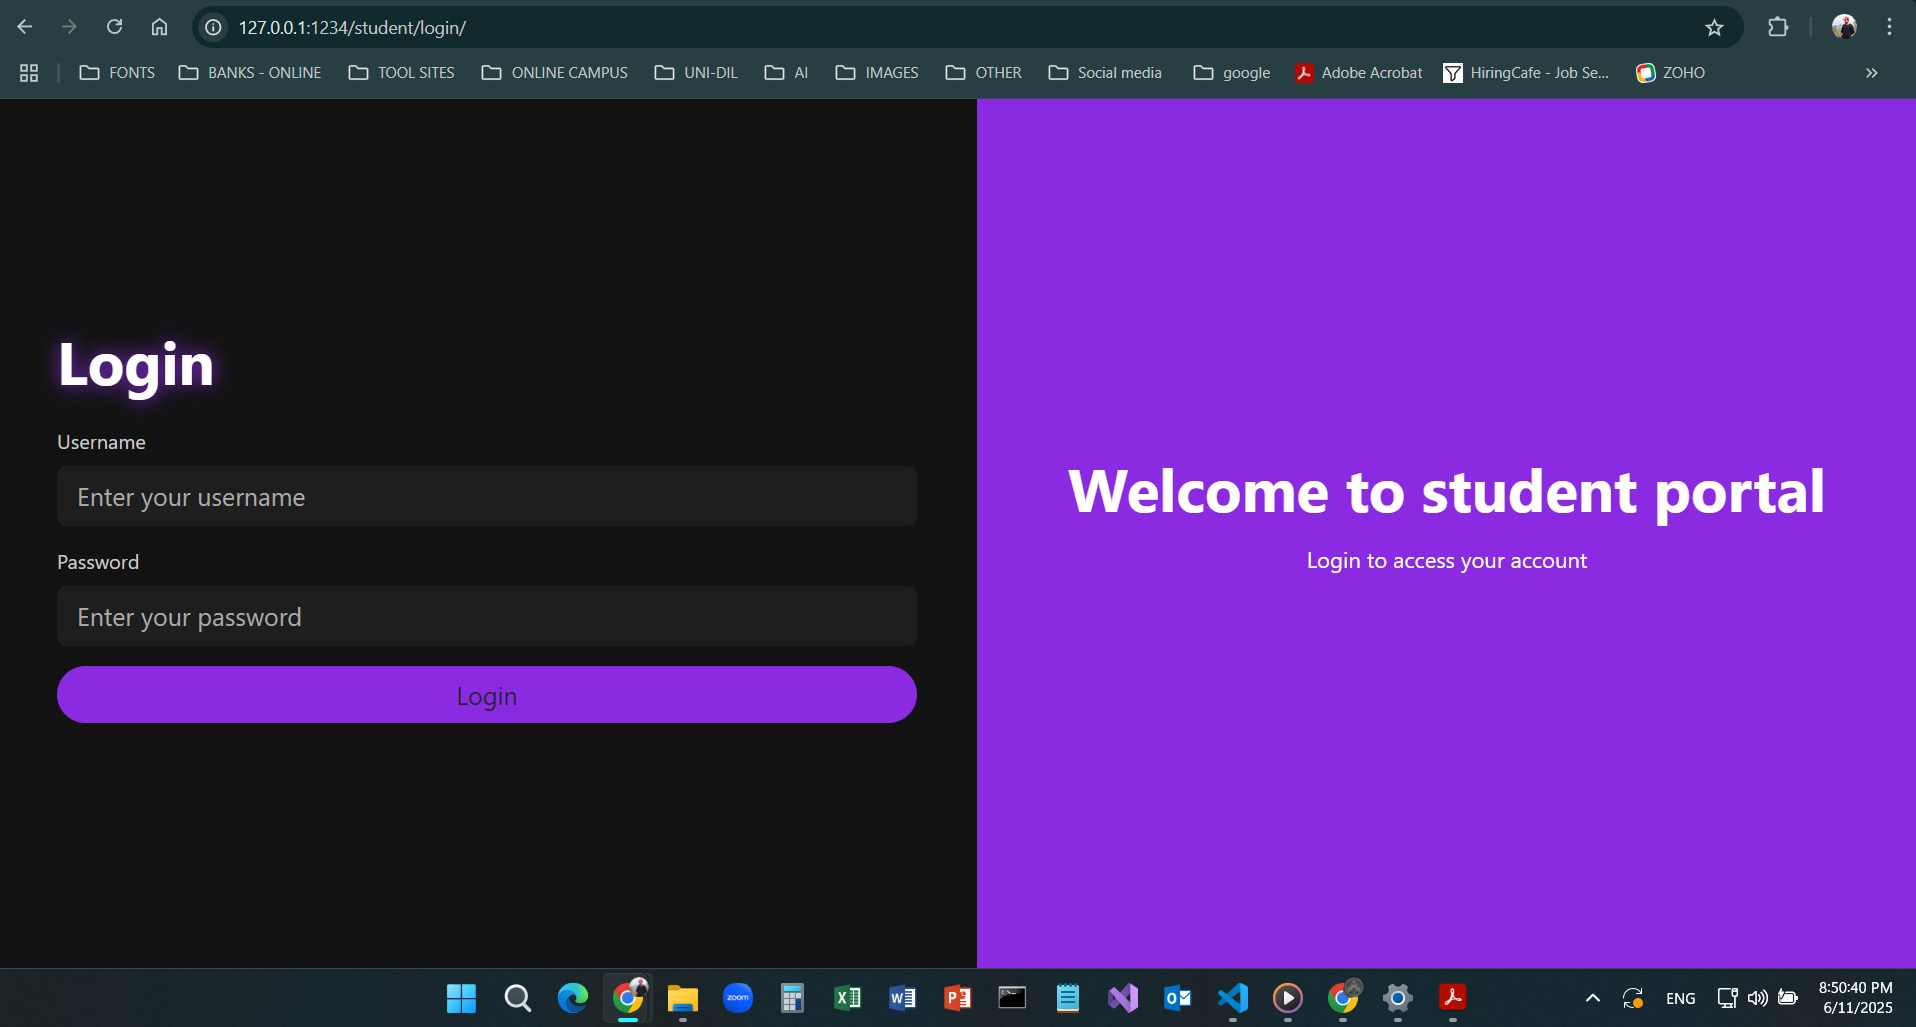 127.0.0.1:1234/student/login/
FONTS
BANKS - ONLINE
TOOL SITES
ONLINE CAMPUS
UNI-DIL
AI
IMAGES
OTHER
Social media
google
Adobe Acrobat
HiringCafe - Job Se...
ZOHO
Login
Username
Enter your username
Password
Enter your password
Login
Welcome to student portal
Login to access your account
zoom
ENG
8:50:40 PM
6/11/2025